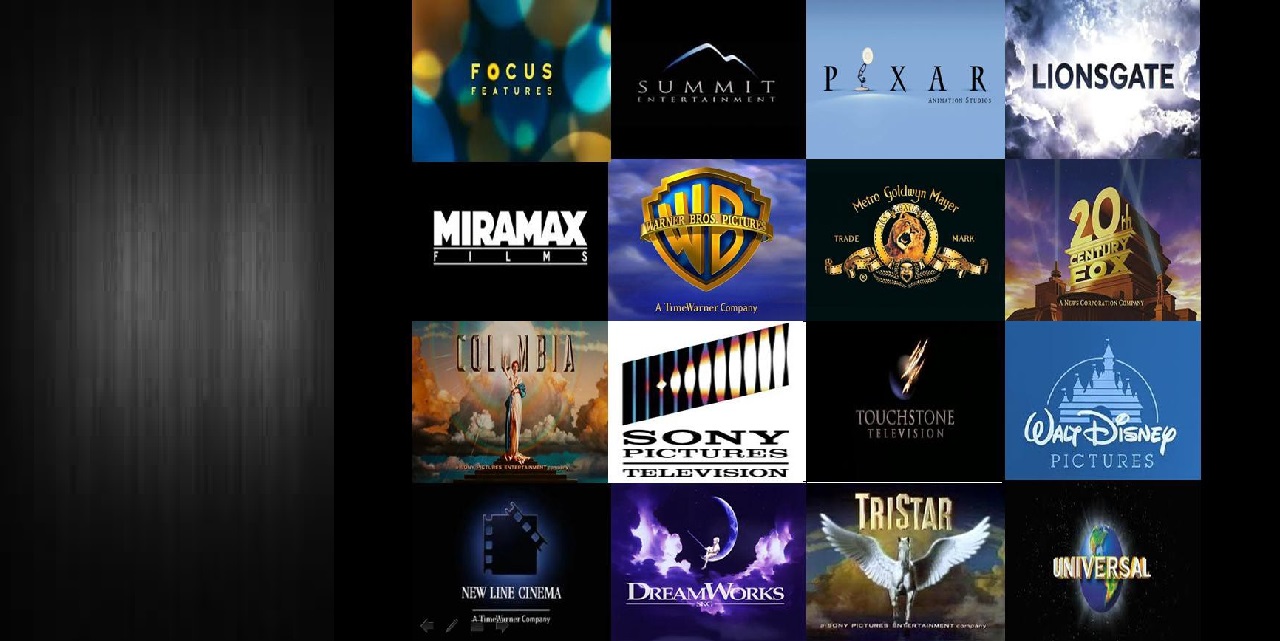 FOCUS
FEATURES
SUMMIT
ENTERTAINMENT
PIXAR
ANIMATION STUDIOS
LIONSGATE
MIRAMAX
FILMS
WARNER BROS. PICTURES
WB
A TimeWarner Company
Metro Goldwyn Mayer
TRADE MARK
®
20th
CENTURY
FOX
A NEWS CORPORATION COMPANY
COLUMBIA
A SONY PICTURES ENTERTAINMENT company
SONY
PICTURES
TELEVISION
TOUCHSTONE
TELEVISION
WALT DISNEY
PICTURES
NEW LINE CINEMA
A TimeWarner Company
DREAMWORKS
SKG
TRISTAR
a SONY PICTURES ENTERTAINMENT company
UNIVERSAL